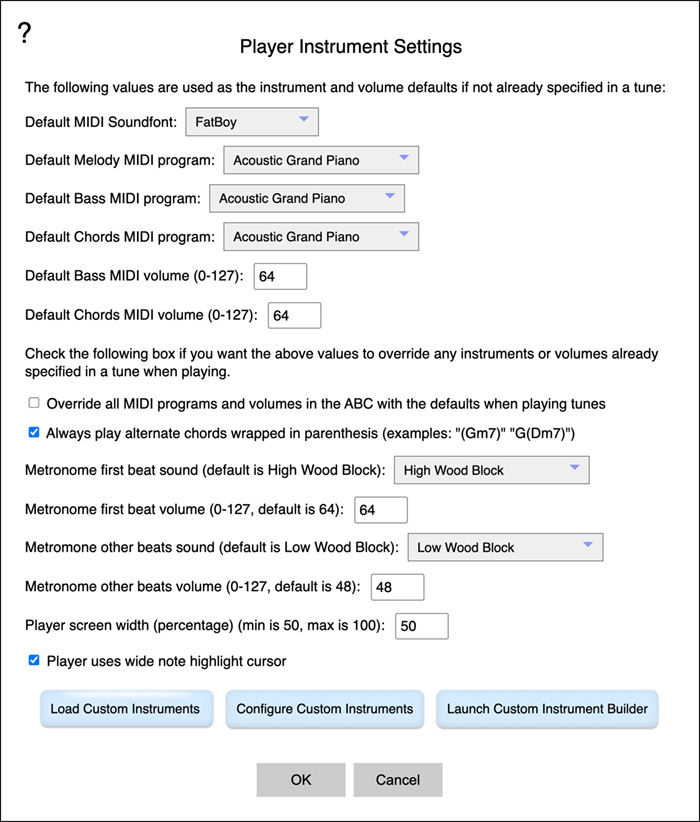 ?
Player Instrument Settings
The following values are used as the instrument and volume defaults if not already specified in a tune:
Default MIDI Soundfont: FatBoy
Default Melody MIDI program: Acoustic Grand Piano
Default Bass MIDI program: Acoustic Grand Piano
Default Chords MIDI program: Acoustic Grand Piano
Default Bass MIDI volume (0-127): 64
Default Chords MIDI volume (0-127): 64
Check the following box if you want the above values to override any instruments or volumes already
specified in a tune when playing.
Override all MIDI programs and volumes in the ABC with the defaults when playing tunes
Always play alternate chords wrapped in parenthesis (examples: "(Gm7)" "G(Dm7)")
Metronome first beat sound (default is High Wood Block): High Wood Block
Metronome first beat volume (0-127, default is 64): 64
Metromone other beats sound (default is Low Wood Block): Low Wood Block
Metronome other beats volume (0-127, default is 48): 48
Player screen width (percentage) (min is 50, max is 100): 50
Player uses wide note highlight cursor
Load Custom Instruments Configure Custom Instruments Launch Custom Instrument Builder
OK Cancel